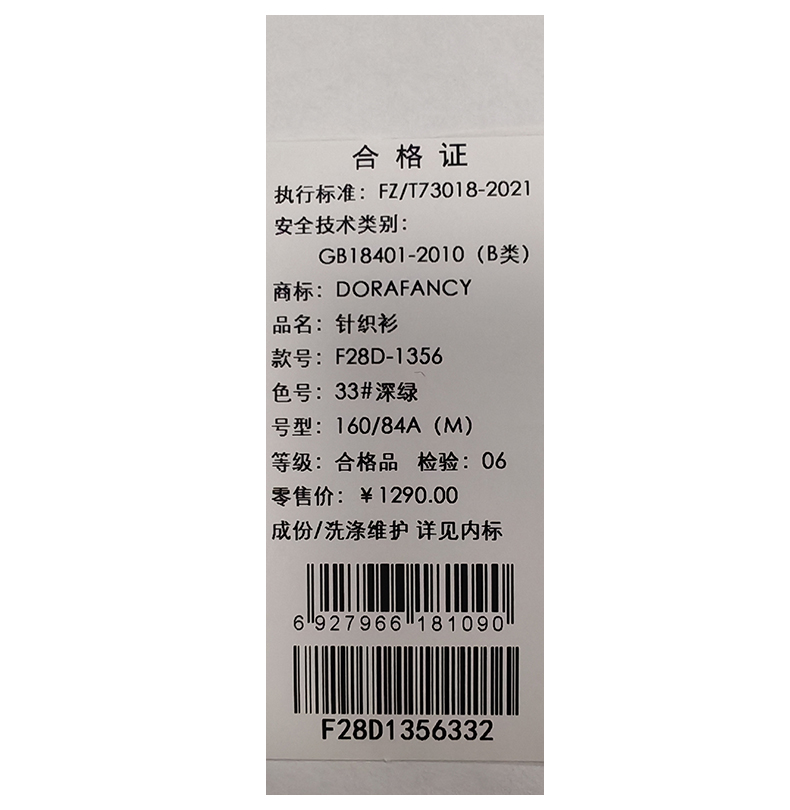 合格证
执行标准：FZ/T73018-2021
安全技术类别：
GB18401-2010（B类）
商标：DORAFANCY
品名：针织衫
款号：F28D-1356
色号：33#深绿
号型：160/84A（M）
等级：合格品 检验：06
零售价：￥1290.00
成份/洗涤维护 详见内标
6 927966 181090
F28D1356332